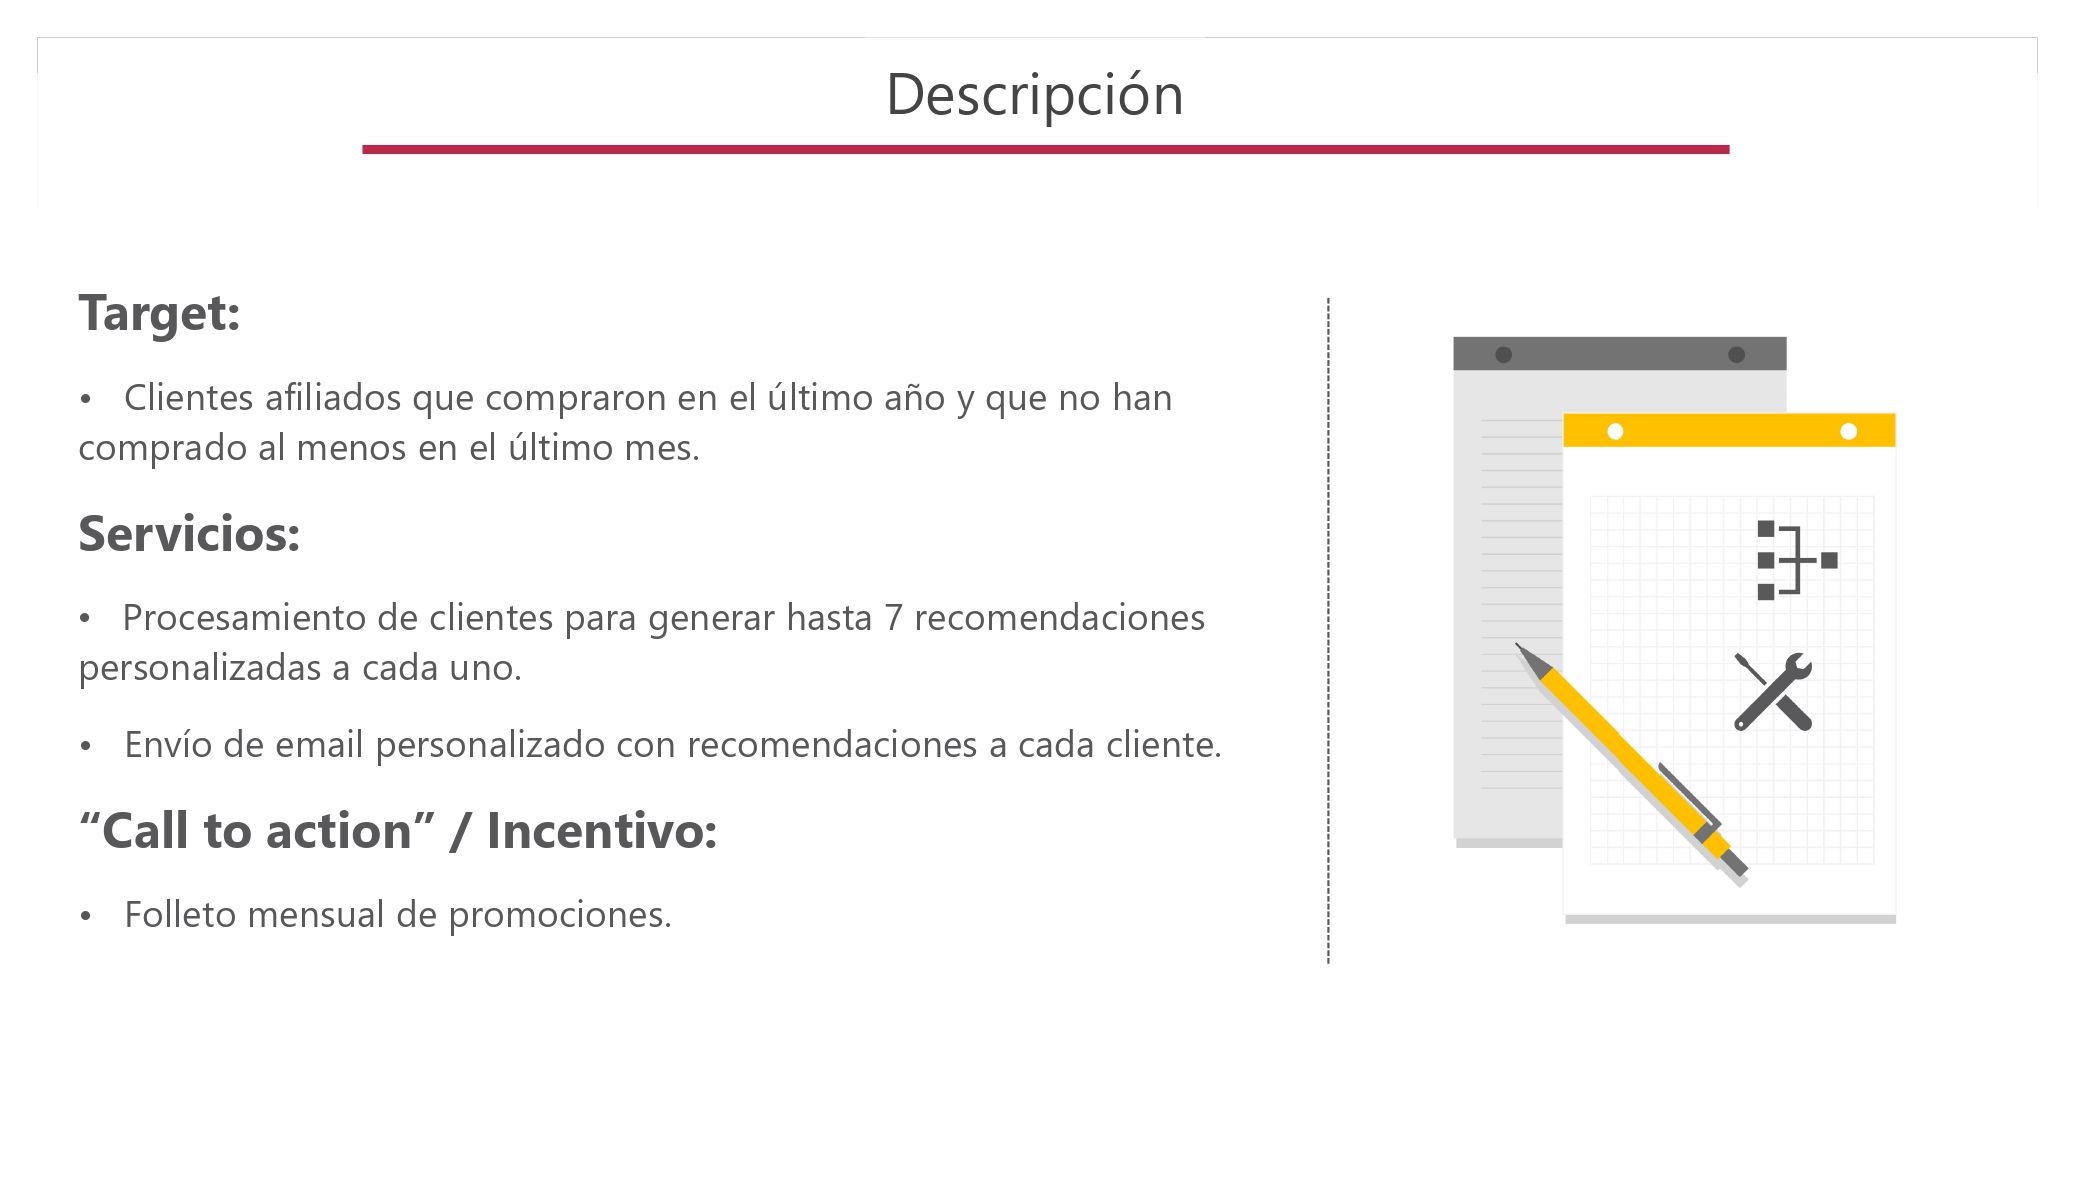 Descripción
Target:
• Clientes afiliados que compraron en el último año y que no han
comprado al menos en el último mes.
Servicios:
• Procesamiento de clientes para generar hasta 7 recomendaciones
personalizadas a cada uno.
• Envío de email personalizado con recomendaciones a cada cliente.
“Call to action” / Incentivo:
• Folleto mensual de promociones.